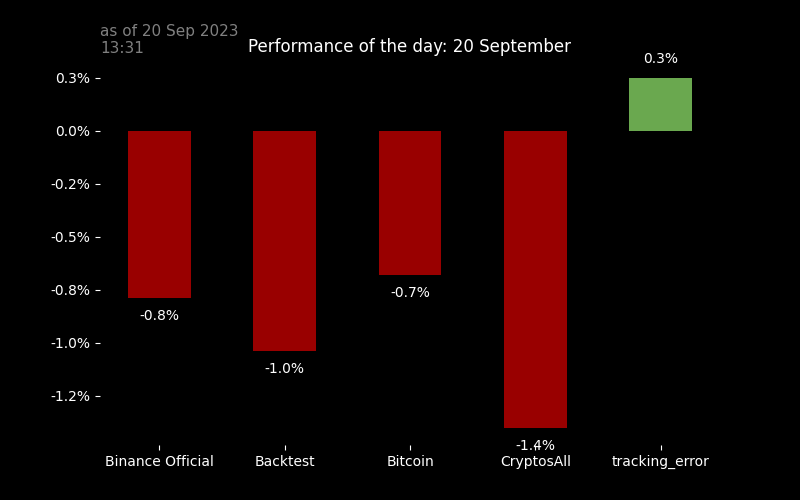 as of 20 Sep 2023
13:31
Performance of the day: 20 September
0.3%
0.3%
0.0%
-0.2%
-0.5%
-0.8%
-1.0%
-1.2%
-0.8%
-1.0%
-0.7%
-1.4%
Binance Official
Backtest
Bitcoin
CryptosAll
tracking_error